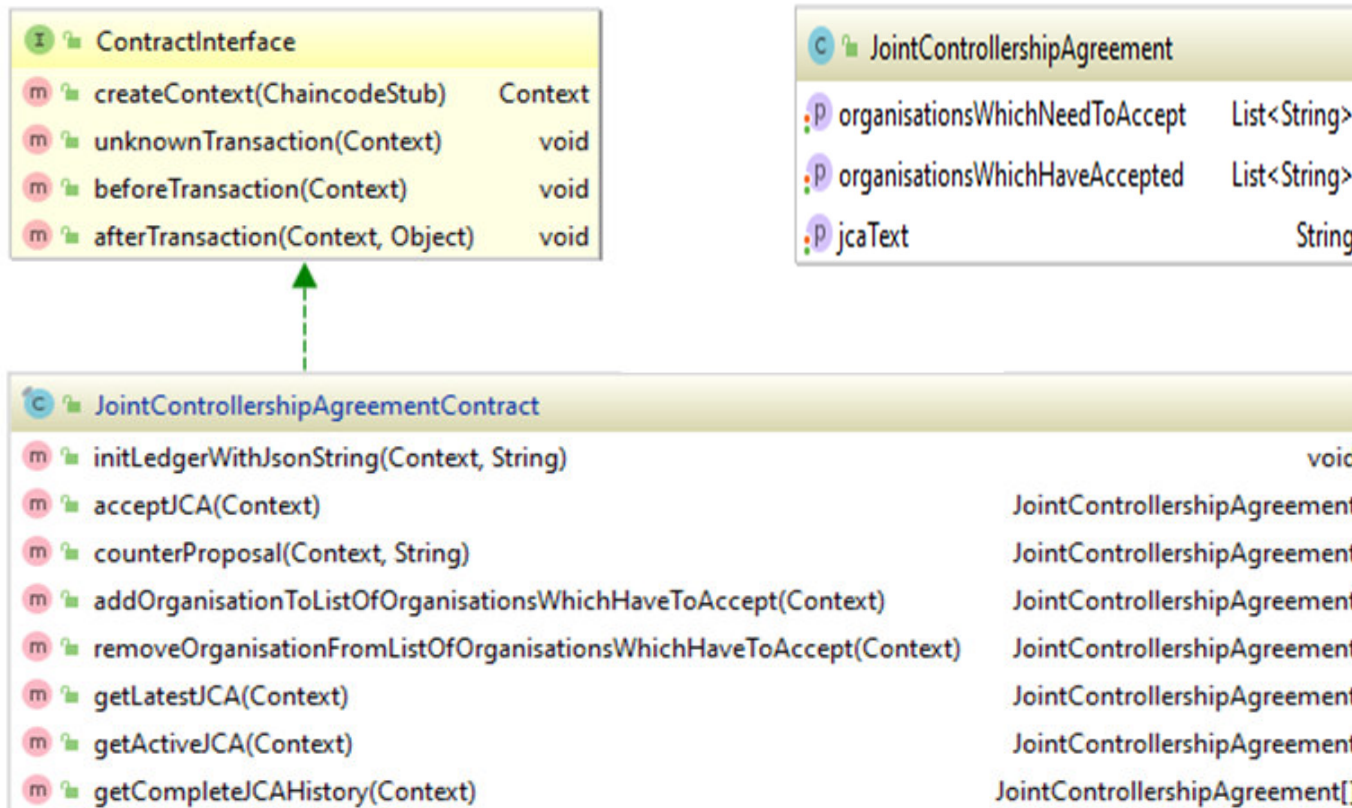 ContractInterface
createContext(ChaincodeStub) Context
unknownTransaction(Context) void
beforeTransaction(Context) void
afterTransaction(Context, Object) void
JointControllershipAgreement
organisationsWhichNeedToAccept List<String>
organisationsWhichHaveAccepted List<String>
jcaText String
JointControllershipAgreementContract
initLedgerWithJsonString(Context, String) void
acceptJCA(Context) JointControllershipAgreement
counterProposal(Context, String) JointControllershipAgreement
addOrganisationToListOfOrganisationsWhichHaveToAccept(Context) JointControllershipAgreement
removeOrganisationFromListOfOrganisationsWhichHaveToAccept(Context) JointControllershipAgreement
getLatestJCA(Context) JointControllershipAgreement
getActiveJCA(Context) JointControllershipAgreement
getCompleteJCAHistory(Context) JointControllershipAgreement[]